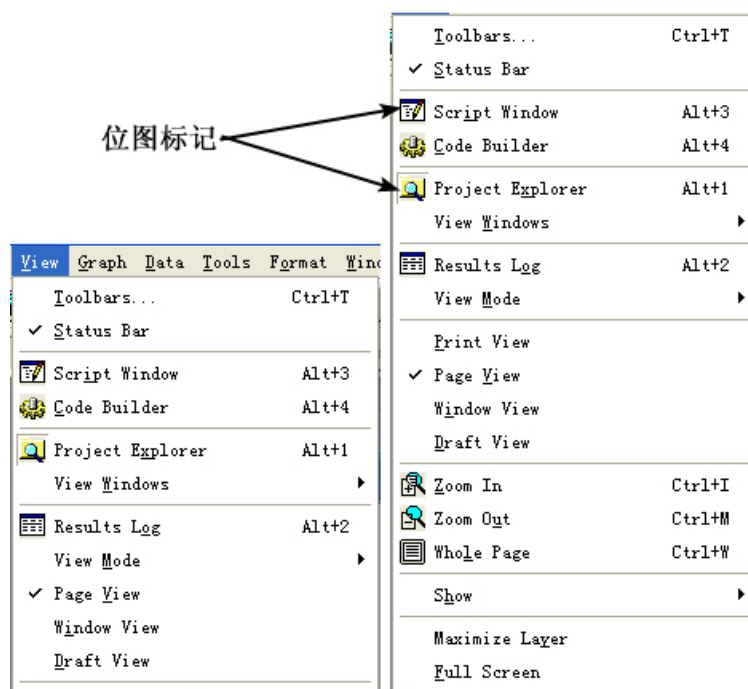 位图标记
View Graph Data Tools Format
Toolbars... Ctrl+T
Status Bar
Script Window Alt+3
Code Builder Alt+4
Project Explorer Alt+1
View Windows
Results Log Alt+2
View Mode
Page View
Window View
Draft View
Toolbars... Ctrl+T
Status Bar
Script Window Alt+3
Code Builder Alt+4
Project Explorer Alt+1
View Windows
Results Log Alt+2
View Mode
Print View
Page View
Window View
Draft View
Zoom In Ctrl+I
Zoom Out Ctrl+M
Whole Page Ctrl+W
Show
Maximize Layer
Full Screen